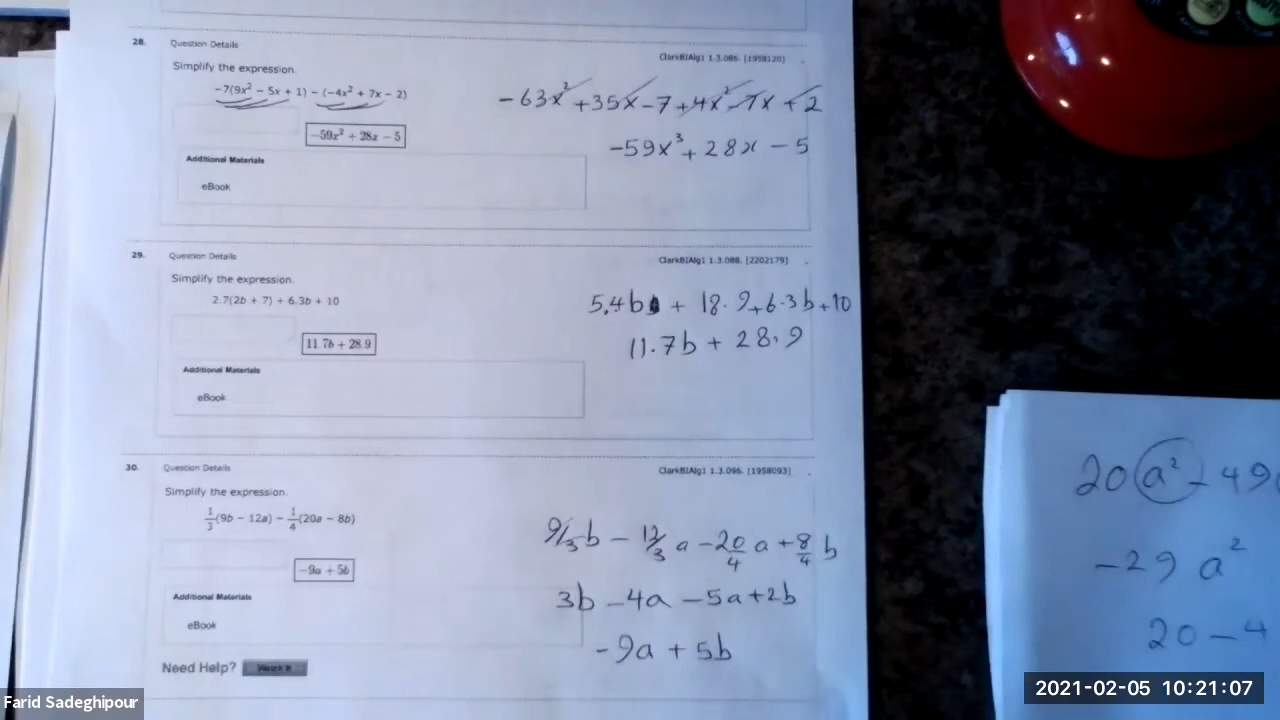 28. Question Details ClarkBIAlg1 1.3.086. [1958120]
Simplify the expression.
-7(9x² - 5x + 1) - (-4x² + 7x - 2)
-63x² + 35x - 7 + 4x² - 7x + 2
-59x² + 28x - 5
-59x³ + 28x - 5
Additional Materials
eBook
29. Question Details ClarkBIAlg1 1.3.088. [2202179]
Simplify the expression.
2.7(2b + 7) + 6.3b + 10
5.4b + 18.9 + 6.3b + 10
11.7b + 28.9
11.7b + 28.9
Additional Materials
eBook
30. Question Details ClarkBIAlg1 1.3.096. [1958093]
Simplify the expression.
1/3(9b - 12a) - 1/4(20a - 8b)
9/3b - 12/3 a - 20/4 a + 8/4 b
-9a + 5b
3b - 4a - 5a + 2b
Additional Materials
eBook
-9a + 5b
Need Help? Watch It
20a² - 49
-29 a²
20 - 4
Farid Sadeghipour
2021-02-05 10:21:07